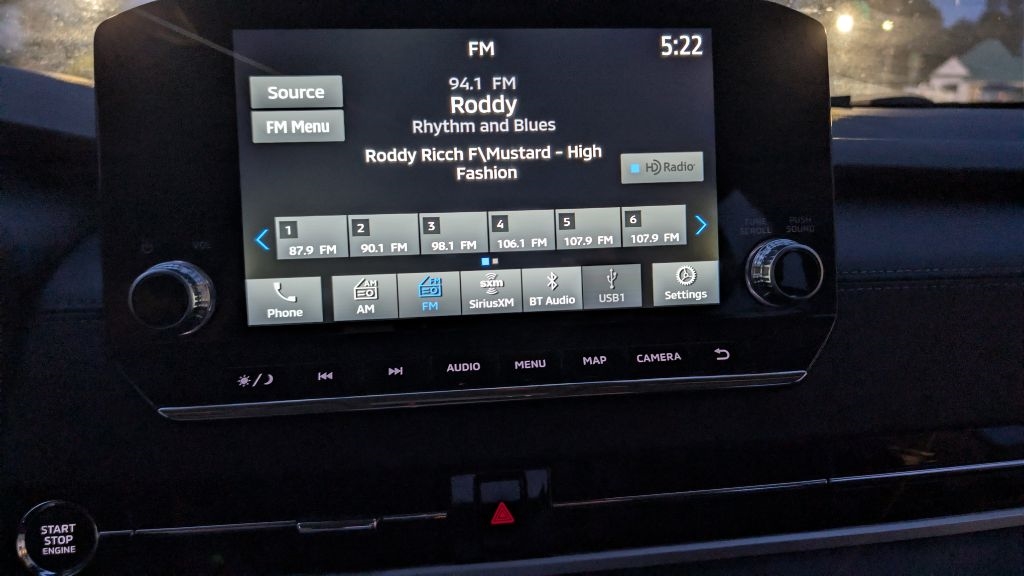 FM
5:22
Source
94.1 FM
Roddy
FM Menu
Rhythm and Blues
Roddy Ricch F\Mustard - High
Fashion
HD Radio
1
87.9 FM
2
90.1 FM
3
98.1 FM
4
106.1 FM
5
107.9 FM
6
107.9 FM
VOL
TUNE
SCROLL
PUSH
SOUND
Phone
AM
AM
FM
FM
sxm
SiriusXM
BT Audio
USB1
Settings
AUDIO
MENU
MAP
CAMERA
START
STOP
ENGINE